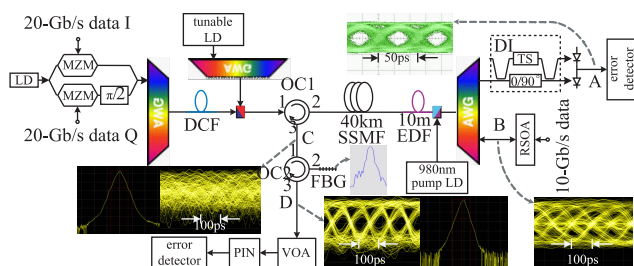 20-Gb/s data I
tunable
LD
50ps
DI
TS
0/90°
A
error
detector
LD
MZM
MZM
π/2
AWG
AWG
DCF
OC1
1
2
3
C
40km
SSMF
10m
EDF
AWG
B
RSOA
10-Gb/s data
20-Gb/s data Q
OC2
2
3
FBG
D
980nm
pump LD
100ps
100ps
100ps
error
detector
PIN
VOA